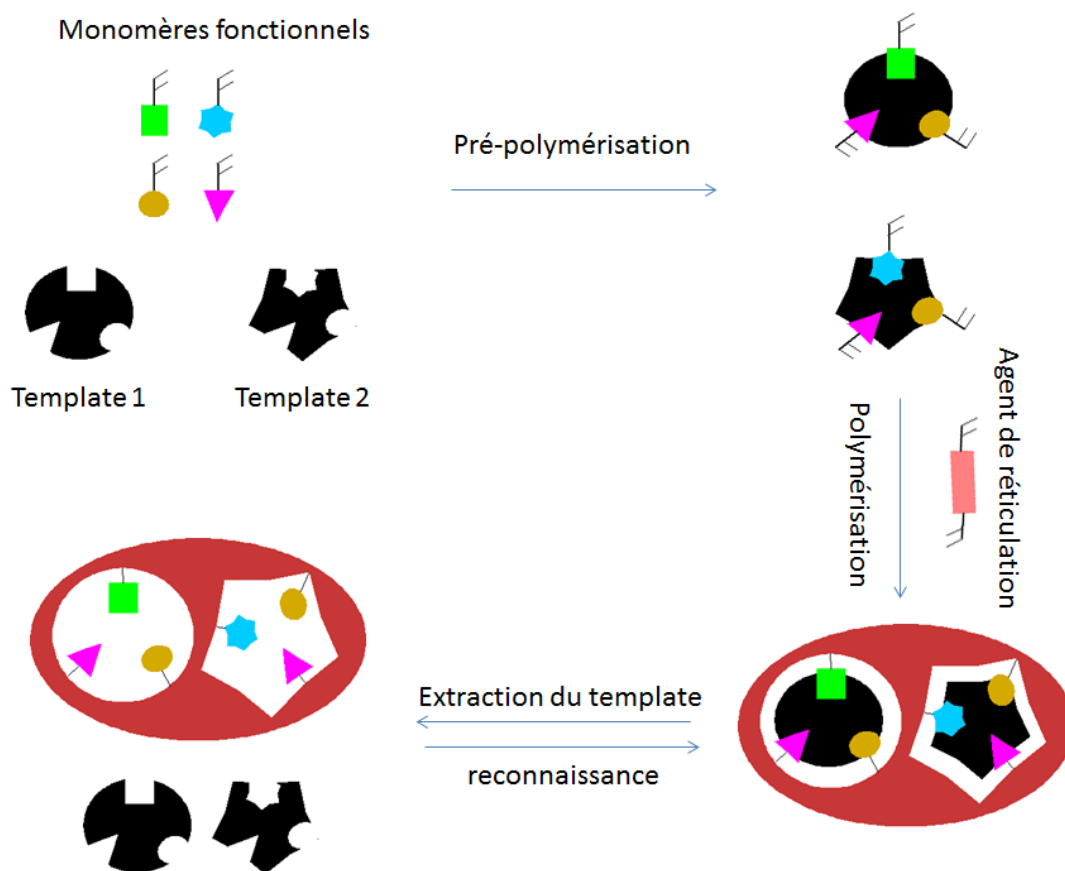 Monomères fonctionnels
Pré-polymérisation
Template 1
Template 2
Polymérisation
Agent de réticulation
Extraction du template
reconnaissance